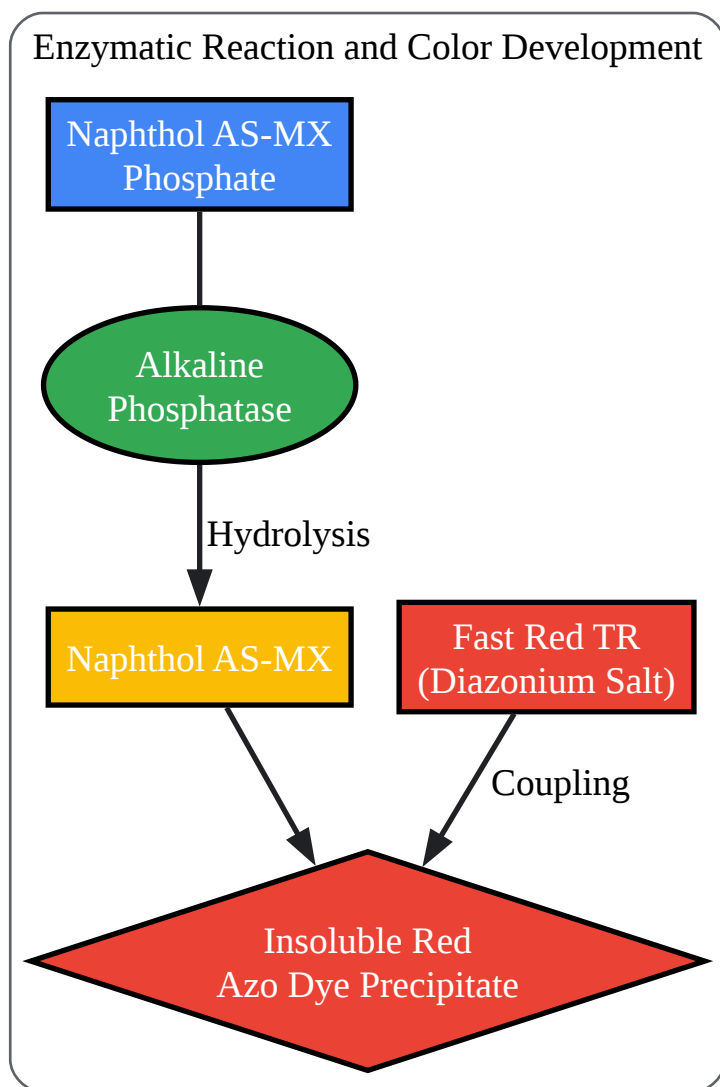 Enzymatic Reaction and Color Development
Naphthol AS-MX
Phosphate
Alkaline
Phosphatase
Hydrolysis
Naphthol AS-MX
Fast Red TR
(Diazonium Salt)
Coupling
Insoluble Red
Azo Dye Precipitate